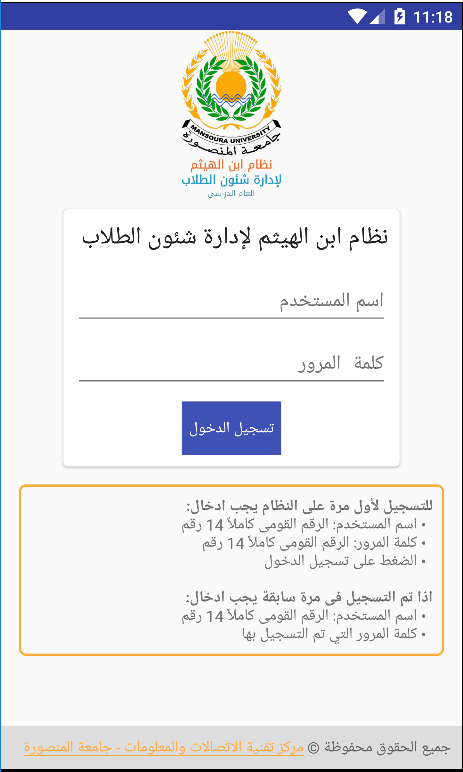 11:18
MANSOURA UNIVERSITY
جامعة المنصورة
نظام ابن الهيثم
لإدارة شئون الطلاب
العام الدراسي
نظام ابن الهيثم لإدارة شئون الطلاب
اسم المستخدم
كلمة المرور
تسجيل الدخول
للتسجيل لأول مرة على النظام يجب ادخال:
• اسم المستخدم: الرقم القومى كاملاً 14 رقم
• كلمة المرور: الرقم القومى كاملاً 14 رقم
• الضغط على تسجيل الدخول
اذا تم التسجيل فى مرة سابقة يجب ادخال:
• اسم المستخدم: الرقم القومى كاملاً 14 رقم
• كلمة المرور التي تم التسجيل بها
جميع الحقوق محفوظة © مركز تقنية الاتصالات والمعلومات - جامعة المنصورة